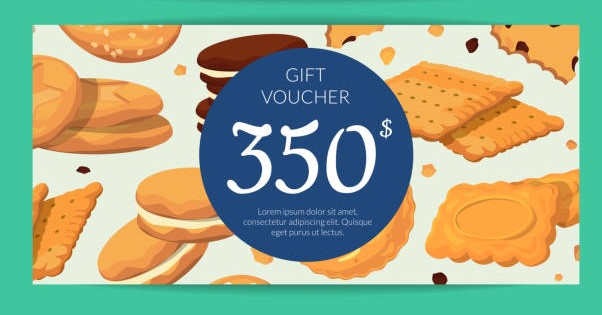 GIFT
VOUCHER
350$
Lorem ipsum dolor sit amet,
consectetur adipiscing elit. Quisque
eget purus ut lectus.